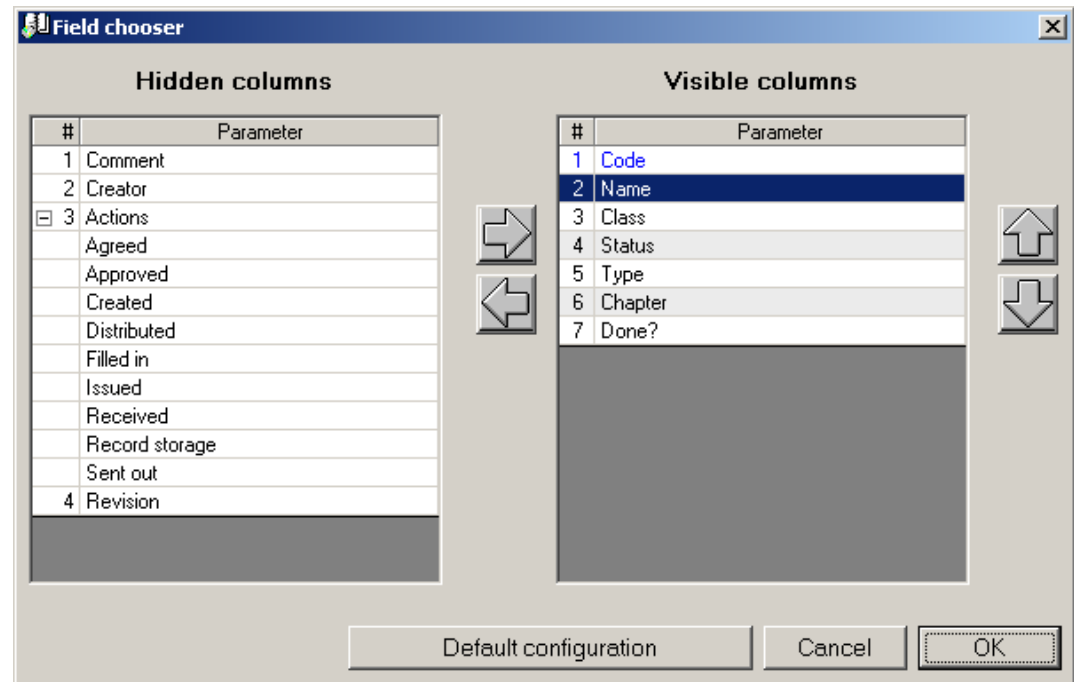 Field chooser
Hidden columns
# Parameter
1 Comment
2 Creator
3 Actions
Agreed
Approved
Created
Distributed
Filled in
Issued
Received
Record storage
Sent out
4 Revision
Visible columns
# Parameter
1 Code
2 Name
3 Class
4 Status
5 Type
6 Chapter
7 Done?
Default configuration
Cancel
OK